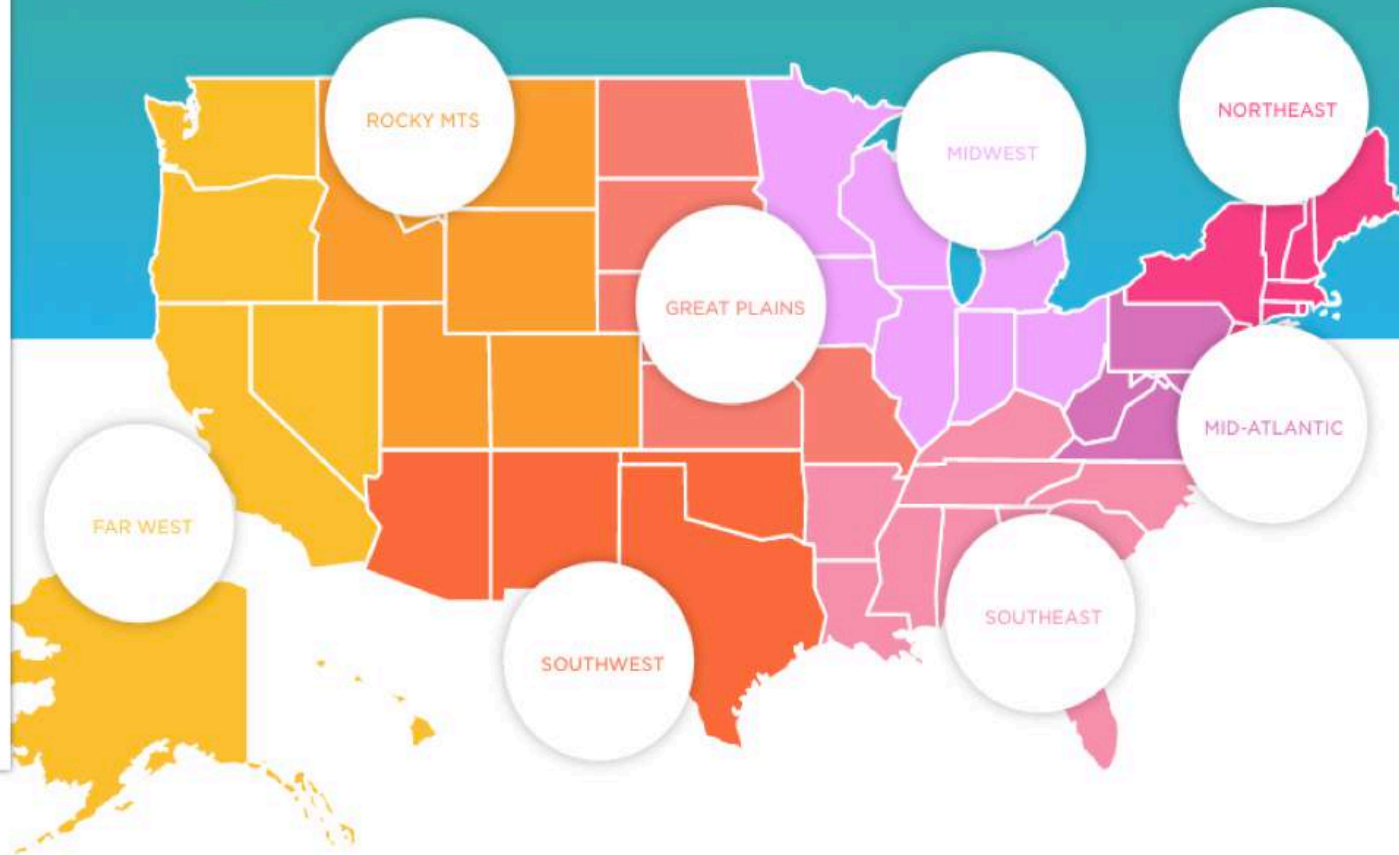 ROCKY MTS
MIDWEST
NORTHEAST
GREAT PLAINS
MID-ATLANTIC
FAR WEST
SOUTHWEST
SOUTHEAST